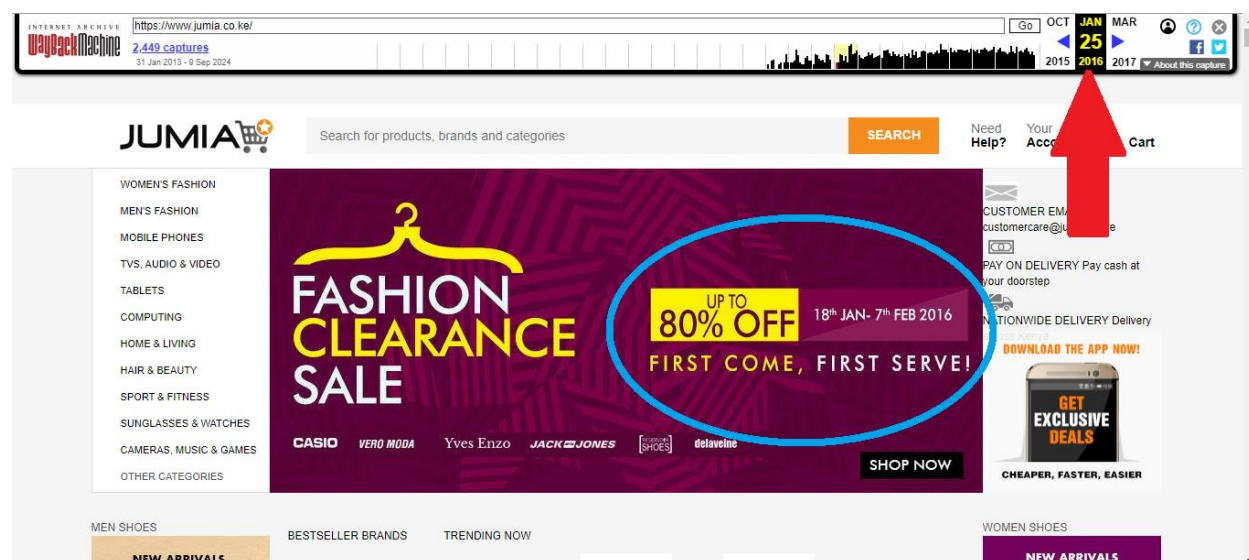 INTERNET ARCHIVE
WayBackMachine
https://www.jumia.co.ke/
Go
OCT JAN MAR
2,449 captures
25
31 Jan 2013 - 9 Sep 2024
2015 2016 2017
About this capture
JUMIA
Search for products, brands and categories
SEARCH
Need
Help?
Your
Cart
WOMEN'S FASHION
MEN'S FASHION
MOBILE PHONES
TVS, AUDIO & VIDEO
TABLETS
COMPUTING
HOME & LIVING
HAIR & BEAUTY
SPORT & FITNESS
SUNGLASSES & WATCHES
CAMERAS, MUSIC & GAMES
OTHER CATEGORIES
FASHION
CLEARANCE
SALE
UP TO
80% OFF
18th JAN- 7th FEB 2016
FIRST COME, FIRST SERVE!
CASIO VERO MODA Yves Enzo JACK JONES SHOES delaveine
SHOP NOW
CUSTOMER
PAY ON DELIVERY Pay cash at
your doorstep
NATIONWIDE DELIVERY Delivery
DOWNLOAD THE APP NOW!
GET
EXCLUSIVE
DEALS
CHEAPER, FASTER, EASIER
MEN SHOES
NEW ARRIVALS
BESTSELLER BRANDS
TRENDING NOW
WOMEN SHOES
NEW ARRIVALS